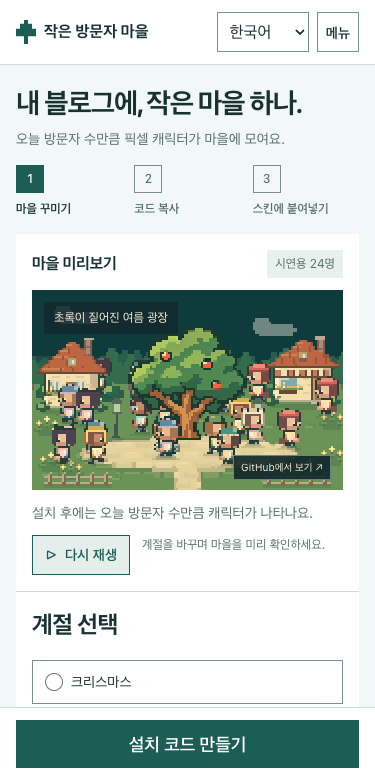 작은 방문자 마을
한국어
메뉴
내 블로그에, 작은 마을 하나.
오늘 방문자 수만큼 픽셀 캐릭터가 마을에 모여요.
1
2
3
마을 꾸미기
코드 복사
스킨에 붙여넣기
마을 미리보기
시연용 24명
초록이 짙어진 여름 광장
GitHub에서 보기 ↗
설치 후에는 오늘 방문자 수만큼 캐릭터가 나타나요.
다시 재생
계절을 바꾸며 마을을 미리 확인하세요.
계절 선택
크리스마스
설치 코드 만들기